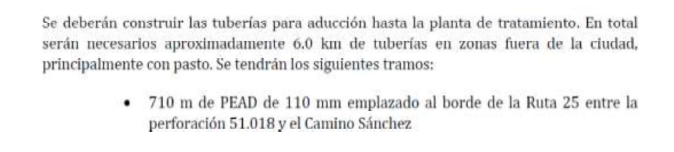 Se deberán construir las tuberías para aducción hasta la planta de tratamiento. En total
serán necesarios aproximadamente 6.0 km de tuberías en zonas fuera de la ciudad,
principalmente con pasto. Se tendrán los siguientes tramos:
• 710 m de PEAD de 110 mm emplazado al borde de la Ruta 25 entre la
perforación 51.018 y el Camino Sánchez